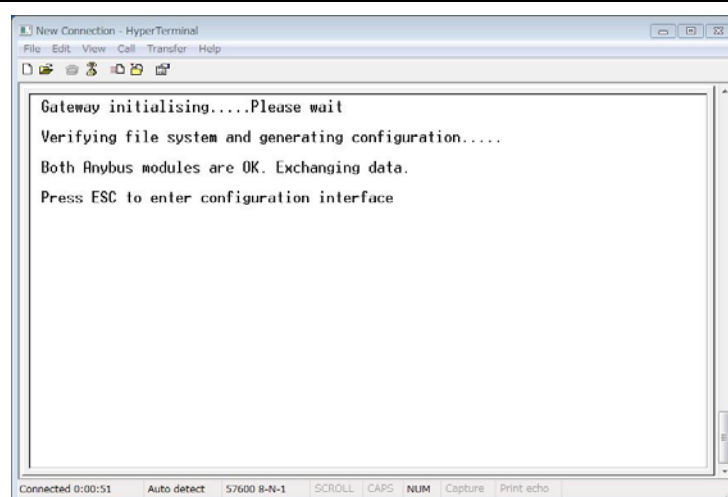 New Connection - HyperTerminal
File Edit View Call Transfer Help
Gateway initialising.....Please wait
Verifying file system and generating configuration.....
Both Anybus modules are OK. Exchanging data.
Press ESC to enter configuration interface
Connected 0:00:51 Auto detect 57600 8-N-1 SCROLL CAPS NUM Capture Print echo